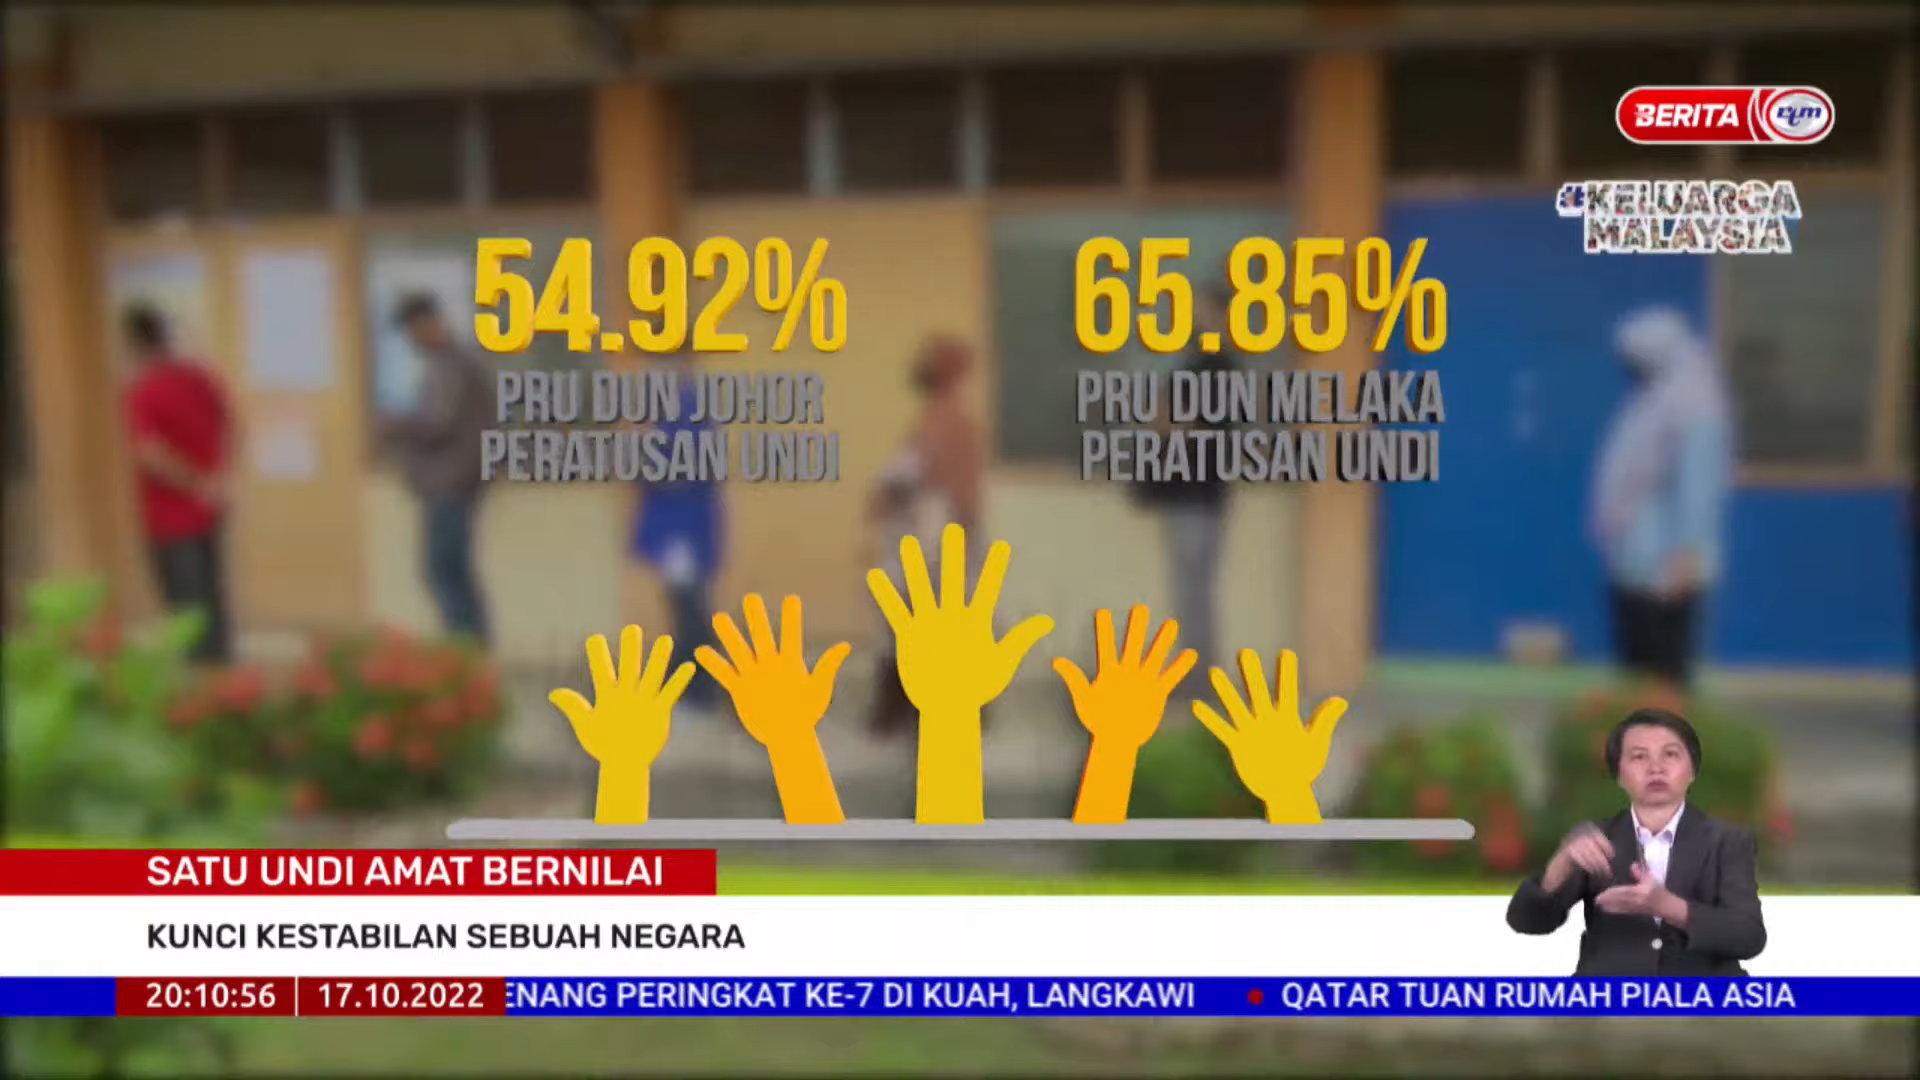 BERITA rtm
#KELUARGA
MALAYSIA
54.92%
PRU DUN JOHOR
PERATUSAN UNDI
65.85%
PRU DUN MELAKA
PERATUSAN UNDI
SATU UNDI AMAT BERNILAI
KUNCI KESTABILAN SEBUAH NEGARA
20:10:56 17.10.2022 ENANG PERINGKAT KE-7 DI KUAH, LANGKAWI • QATAR TUAN RUMAH PIALA ASIA